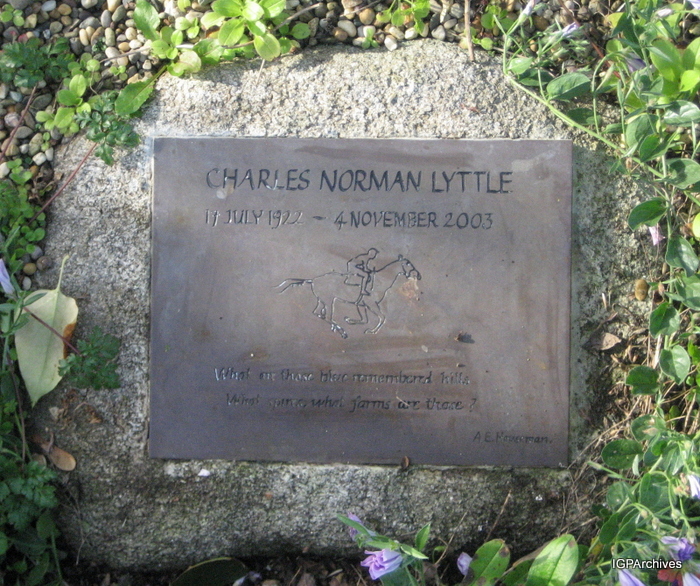 CHARLES NORMAN LYTTLE
JULY 1922 - 4 NOVEMBER 2003
What are those blue remembered hills
What spires what farms are those?
A E Housman.
IGPArchives